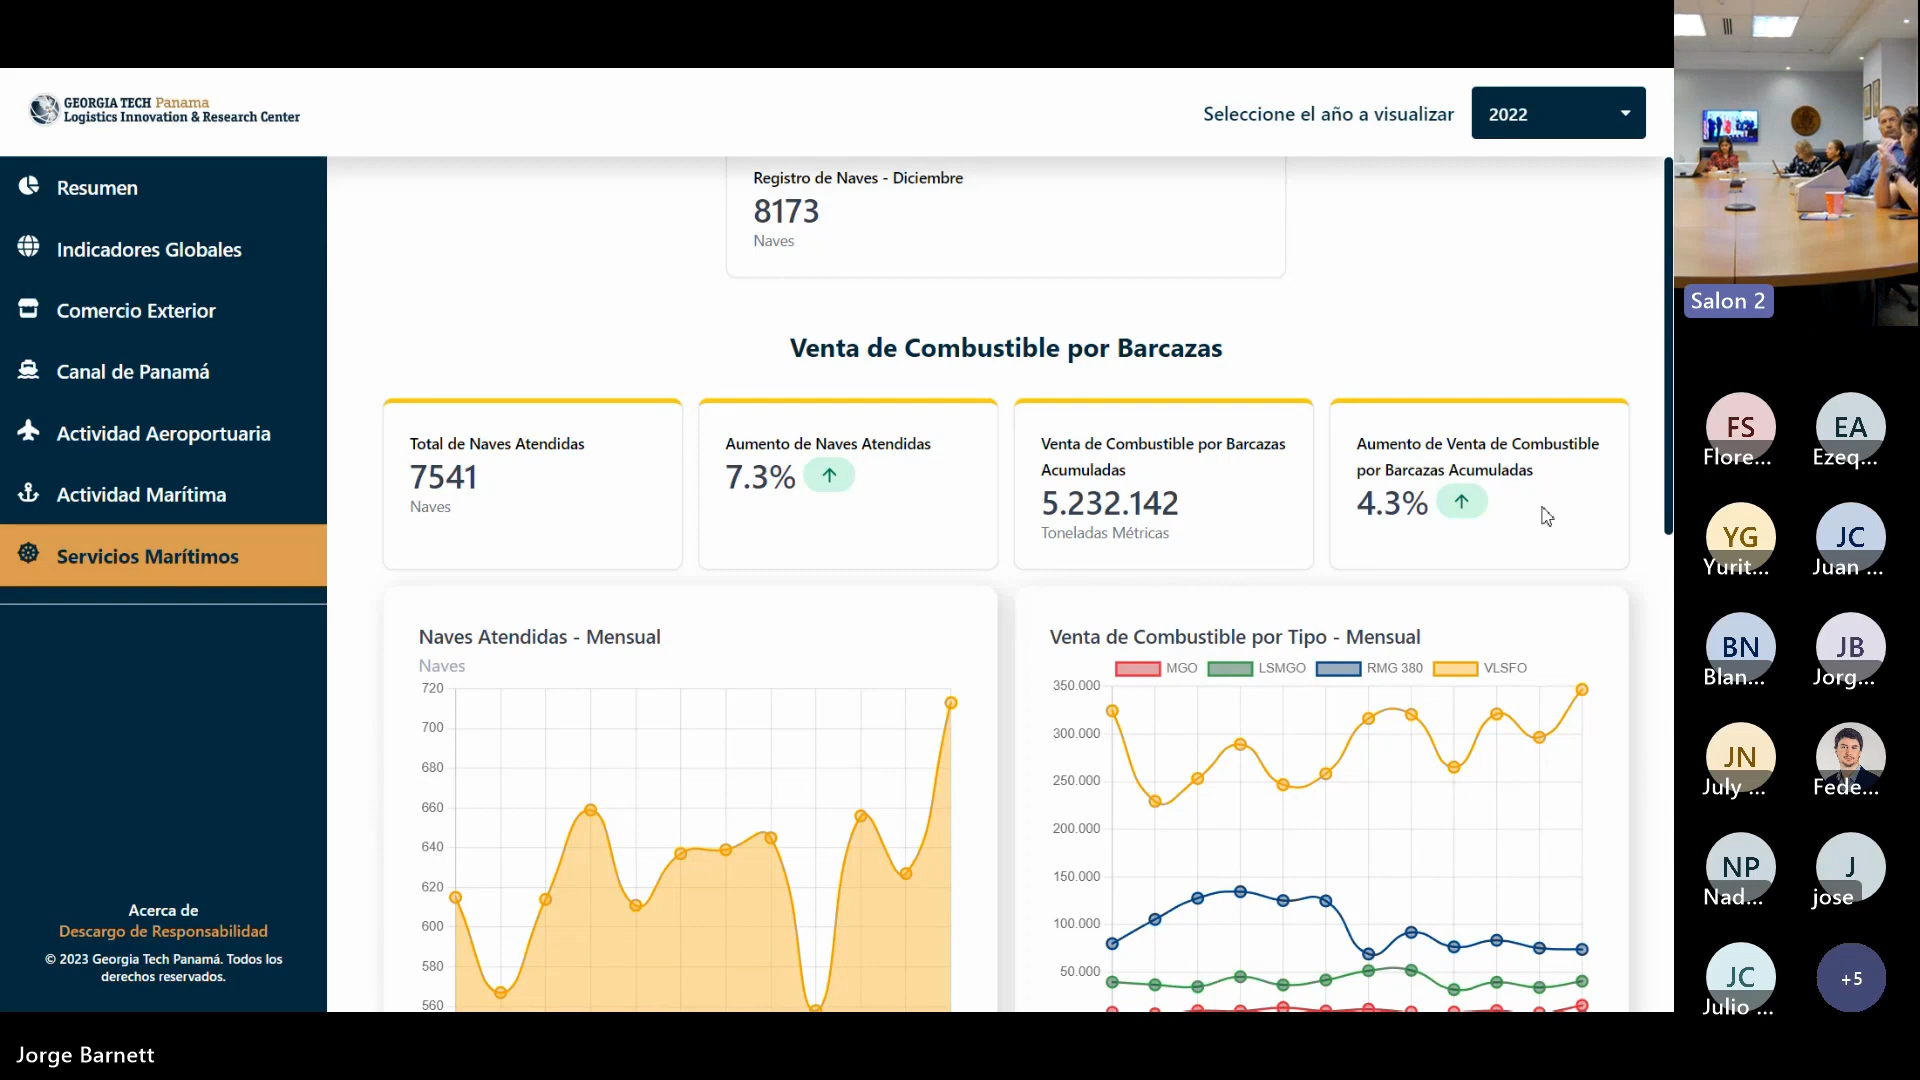 GEORGIA TECH Panama
Logistics Innovation & Research Center
Seleccione el año a visualizar
2022
Resumen
Indicadores Globales
Comercio Exterior
Canal de Panamá
Actividad Aeroportuaria
Actividad Marítima
Servicios Marítimos
Acerca de
Descargo de Responsabilidad
© 2023 Georgia Tech Panamá. Todos los
derechos reservados.
Registro de Naves - Diciembre
8173
Naves
Venta de Combustible por Barcazas
Total de Naves Atendidas
7541
Naves
Aumento de Naves Atendidas
7.3%
Venta de Combustible por Barcazas
Acumuladas
5.232.142
Toneladas Métricas
Aumento de Venta de Combustible
por Barcazas Acumuladas
4.3%
Naves Atendidas - Mensual
Naves
720
700
680
660
640
620
600
580
560
Venta de Combustible por Tipo - Mensual
MGO LSMGO RMG 380 VLSFO
350.000
300.000
250.000
200.000
150.000
100.000
50.000
Salon 2
FS
Flore...
EA
Ezeq...
YG
Yurit...
JC
Juan ...
BN
Blan...
JB
Jorg...
JN
July ...
Fede...
NP
Nad...
J
jose
JC
Julio ...
+5
Jorge Barnett